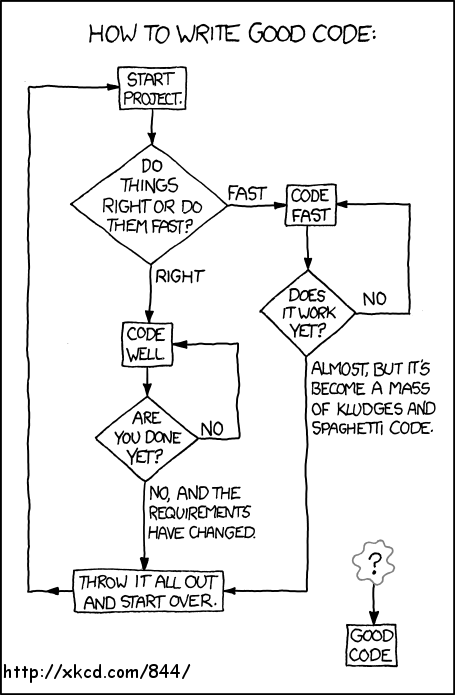 HOW TO WRITE GOOD CODE:
START
PROJECT.
DO
THINGS
RIGHT OR DO
THEM FAST?
FAST
CODE
FAST
RIGHT
DOES
IT WORK
YET?
NO
CODE
WELL
ARE
YOU DONE
YET?
NO
ALMOST, BUT IT'S
BECOME A MASS
OF KLUDGES AND
SPAGHETTI CODE.
NO, AND THE
REQUIREMENTS
HAVE CHANGED.
THROW IT ALL OUT
AND START OVER.
?
GOOD
CODE
http://xkcd.com/844/